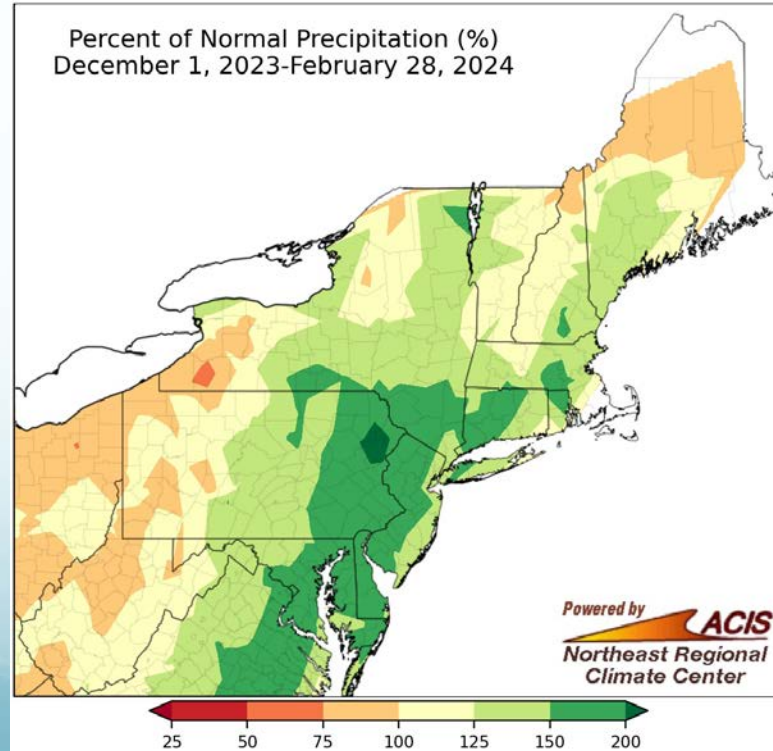 Percent of Normal Precipitation (%)
December 1, 2023-February 28, 2024
Powered by
ACIS
Northeast Regional
Climate Center
25 50 75 100 125 150 200